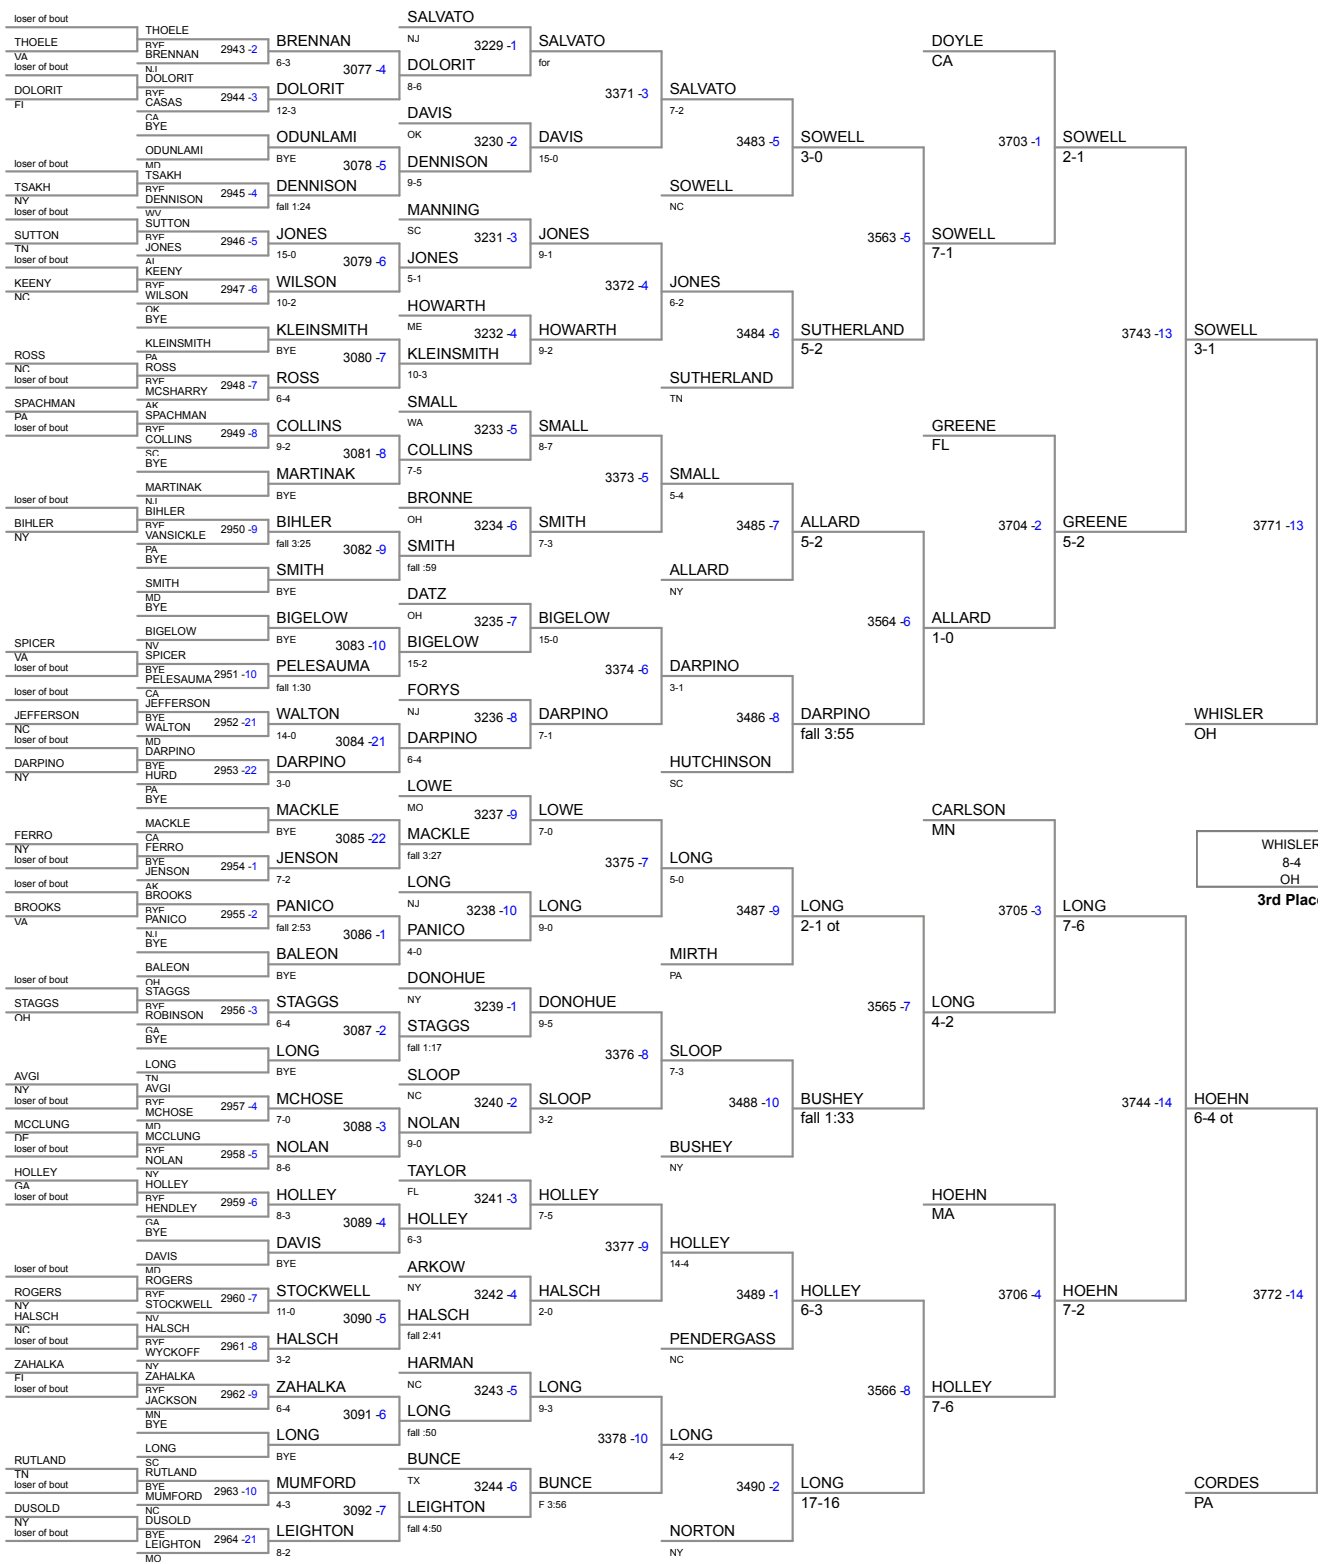 loser of bout
THOELE
VA
loser of bout
DOLORIT
FL
loser of bout
TSAKH
NY
loser of bout
SUTTON
TN
loser of bout
KEENY
NC
ROSS
NC
loser of bout
SPACHMAN
PA
loser of bout
loser of bout
BIHLER
NY
SPICER
VA
loser of bout
loser of bout
JEFFERSON
NC
loser of bout
DARPINO
NY
FERRO
NY
loser of bout
loser of bout
BROOKS
VA
loser of bout
STAGGS
OH
AVGI
NY
loser of bout
MCCLUNG
DE
loser of bout
HOLLEY
GA
loser of bout
loser of bout
ROGERS
NY
HALSCH
NC
loser of bout
ZAHALKA
FL
loser of bout
RUTLAND
TN
loser of bout
DUSOLD
NY
loser of bout
THOELE
BYE
2943 -2
BRENNAN
NJ
DOLORIT
BYE
2944 -3
CASAS
CA
BYE
ODUNLAMI
MD
TSAKH
BYE
2945 -4
DENNISON
WV
SUTTON
BYE
2946 -5
JONES
AL
KEENY
BYE
2947 -6
WILSON
OK
BYE
KLEINSMITH
PA
ROSS
BYE
2948 -7
MCSHARRY
AK
SPACHMAN
BYE
2949 -8
COLLINS
SC
BYE
MARTINAK
NJ
BIHLER
BYE
2950 -9
VANSICKLE
PA
BYE
SMITH
MD
BYE
BIGELOW
NV
SPICER
BYE
2951 -10
PELESAUMA
CA
JEFFERSON
BYE
2952 -21
WALTON
MD
DARPINO
BYE
2953 -22
HURD
PA
BYE
MACKLE
CA
FERRO
BYE
2954 -1
JENSON
AK
BROOKS
BYE
2955 -2
PANICO
NJ
BYE
BALEON
OH
STAGGS
BYE
2956 -3
ROBINSON
GA
BYE
LONG
TN
AVGI
BYE
2957 -4
MCHOSE
MD
MCCLUNG
BYE
2958 -5
NOLAN
NY
HOLLEY
BYE
2959 -6
HENDLEY
GA
BYE
DAVIS
MD
ROGERS
BYE
2960 -7
STOCKWELL
NV
HALSCH
BYE
2961 -8
WYCKOFF
NY
ZAHALKA
BYE
2962 -9
JACKSON
MN
BYE
LONG
SC
RUTLAND
BYE
2963 -10
MUMFORD
NC
DUSOLD
BYE
2964 -21
LEIGHTON
MO
BRENNAN
6-3
3077 -4
DOLORIT
12-3
ODUNLAMI
BYE
3078 -5
DENNISON
fall 1:24
JONES
15-0
3079 -6
WILSON
10-2
KLEINSMITH
BYE
3080 -7
ROSS
6-4
COLLINS
9-2
3081 -8
MARTINAK
BYE
BIHLER
fall 3:25
3082 -9
SMITH
BYE
BIGELOW
BYE
3083 -10
PELESAUMA
fall 1:30
WALTON
14-0
3084 -21
DARPINO
3-0
MACKLE
BYE
3085 -22
JENSON
7-2
PANICO
fall 2:53
3086 -1
BALEON
BYE
STAGGS
6-4
3087 -2
LONG
BYE
MCHOSE
7-0
3088 -3
NOLAN
8-6
HOLLEY
8-3
3089 -4
DAVIS
BYE
STOCKWELL
11-0
3090 -5
HALSCH
3-2
ZAHALKA
6-4
3091 -6
LONG
BYE
MUMFORD
4-3
3092 -7
LEIGHTON
8-2
SALVATO
NJ
3229 -1
DOLORIT
8-6
DAVIS
OK
3230 -2
DENNISON
9-5
MANNING
SC
3231 -3
JONES
5-1
HOWARTH
ME
3232 -4
KLEINSMITH
10-3
SMALL
WA
3233 -5
COLLINS
7-5
BRONNE
OH
3234 -6
SMITH
fall :59
DATZ
OH
3235 -7
BIGELOW
15-2
FORYS
NJ
3236 -8
DARPINO
6-4
LOWE
MO
3237 -9
MACKLE
fall 3:27
LONG
NJ
3238 -10
PANICO
4-0
DONOHUE
NY
3239 -1
STAGGS
fall 1:17
SLOOP
NC
3240 -2
NOLAN
9-0
TAYLOR
FL
3241 -3
HOLLEY
6-3
ARKOW
NY
3242 -4
HALSCH
fall 2:41
HARMAN
NC
3243 -5
LONG
fall :50
BUNCE
TX
3244 -6
LEIGHTON
fall 4:50
SALVATO
for
3371 -3
DAVIS
15-0
JONES
9-1
3372 -4
HOWARTH
9-2
SMALL
8-7
3373 -5
SMITH
7-3
BIGELOW
15-0
3374 -6
DARPINO
7-1
LOWE
7-0
3375 -7
LONG
9-0
DONOHUE
9-5
3376 -8
SLOOP
3-2
HOLLEY
7-5
3377 -9
HALSCH
2-0
LONG
9-3
3378 -10
BUNCE
F 3:56
SALVATO
7-2
3483 -5
SOWELL
NC
JONES
6-2
3484 -6
SUTHERLAND
TN
SMALL
5-4
3485 -7
ALLARD
NY
DARPINO
3-1
3486 -8
HUTCHINSON
SC
LONG
5-0
3487 -9
MIRTH
PA
SLOOP
7-3
3488 -10
BUSHEY
NY
HOLLEY
14-4
3489 -1
PENDERGASS
NC
LONG
4-2
3490 -2
NORTON
NY
SOWELL
3-0
3563 -5
SUTHERLAND
5-2
ALLARD
5-2
3564 -6
DARPINO
fall 3:55
LONG
2-1 ot
3565 -7
BUSHEY
fall 1:33
HOLLEY
6-3
3566 -8
LONG
17-16
DOYLE
CA
3703 -1
SOWELL
7-1
GREENE
FL
3704 -2
ALLARD
1-0
CARLSON
MN
3705 -3
LONG
4-2
HOEHN
MA
3706 -4
HOLLEY
7-6
SOWELL
2-1
3743 -13
GREENE
5-2
LONG
7-6
3744 -14
HOEHN
7-2
SOWELL
3-1
3771 -13
WHISLER
OH
WHISLER
8-4
OH
3rd Place
HOEHN
6-4 ot
3772 -14
CORDES
PA